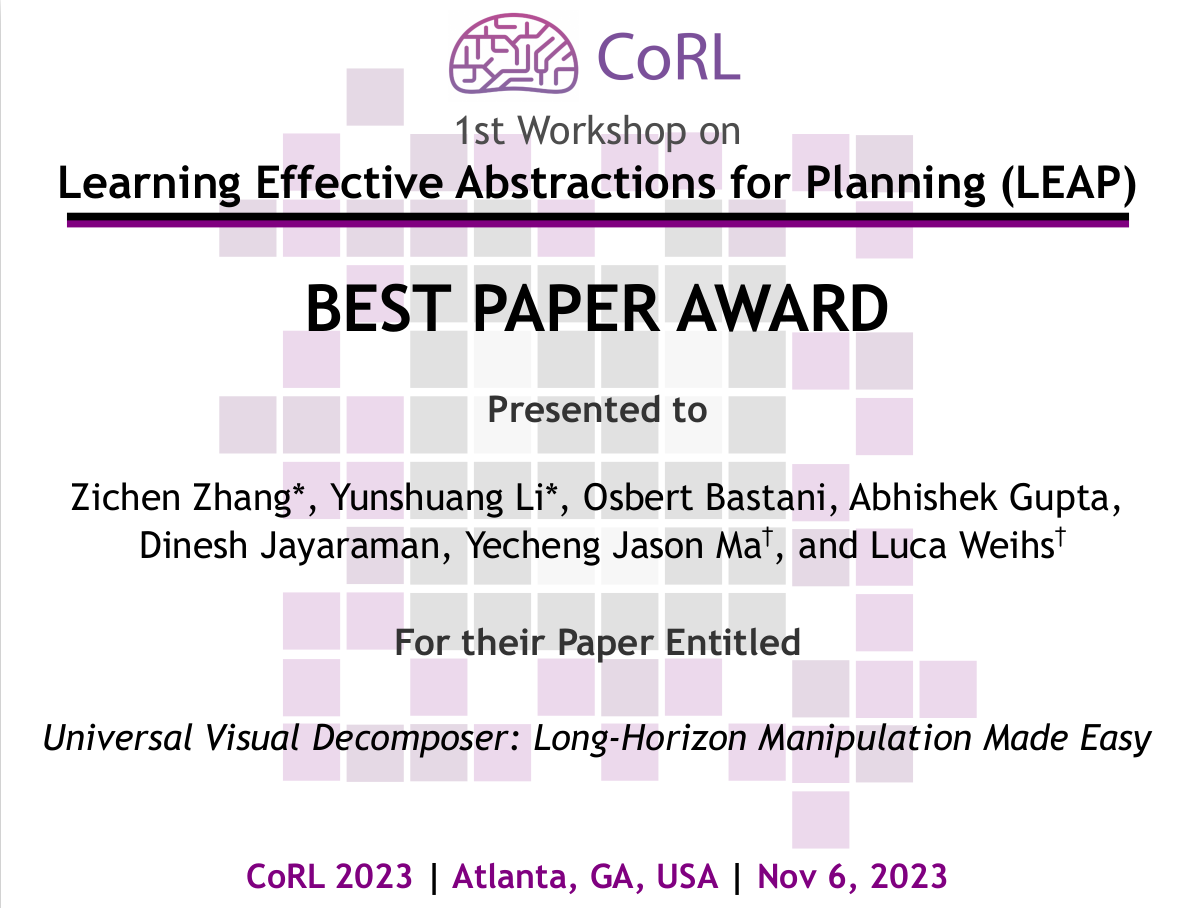 CoRL
1st Workshop on
Learning Effective Abstractions for Planning (LEAP)
BEST PAPER AWARD
Presented to
Zichen Zhang*, Yunshuang Li*, Osbert Bastani, Abhishek Gupta,
Dinesh Jayaraman, Yecheng Jason Ma†, and Luca Weihs†
For their Paper Entitled
Universal Visual Decomposer: Long-Horizon Manipulation Made Easy
CoRL 2023 | Atlanta, GA, USA | Nov 6, 2023